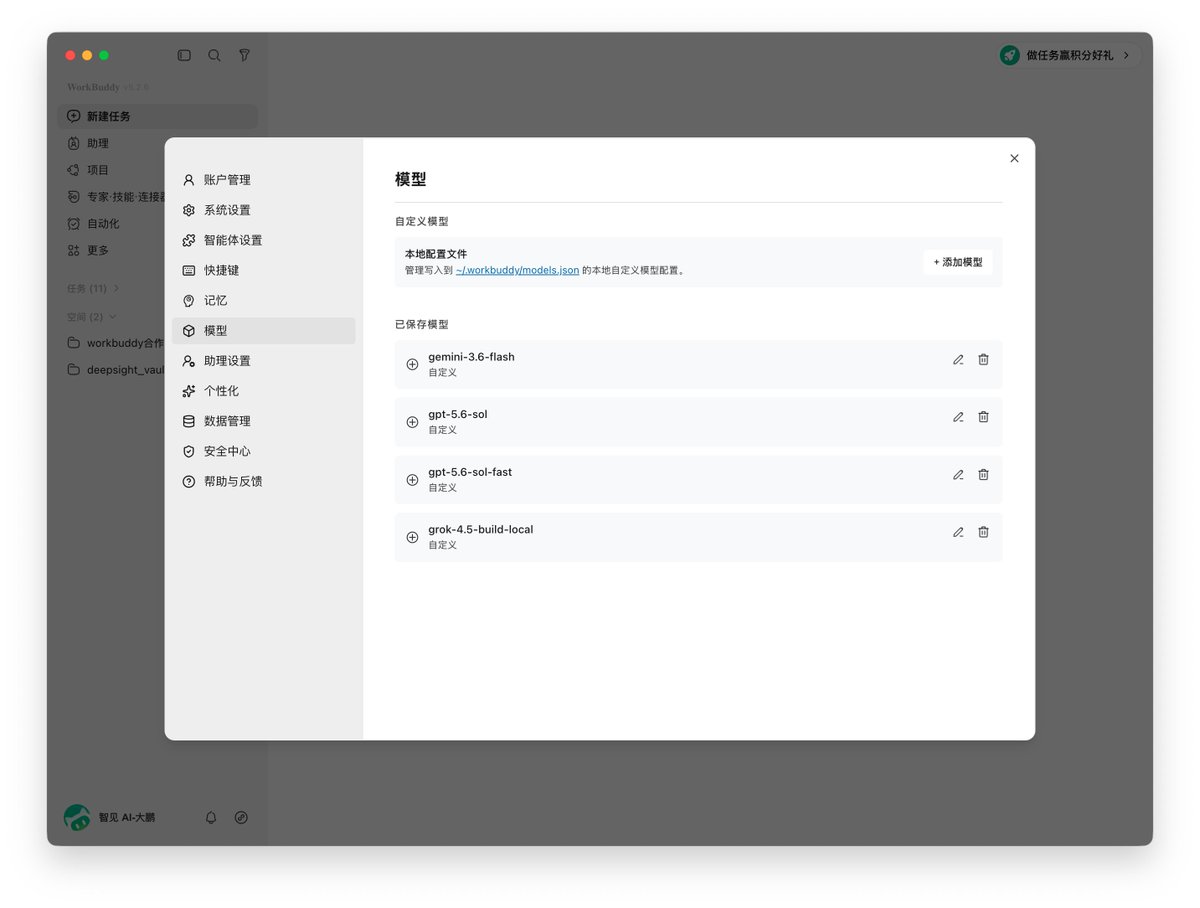 做任务赢积分好礼
WorkBuddy v5.2.6
新建任务
助理
项目
专家·技能·连接器
自动化
更多
任务 (11)
空间 (2)
workbuddy合作
deepsight_vaul
智见 AI-大鹏
账户管理
系统设置
智能体设置
快捷键
记忆
模型
助理设置
个性化
数据管理
安全中心
帮助与反馈
模型
自定义模型
本地配置文件
管理写入到 ~/.workbuddy/models.json 的本地自定义模型配置。
+ 添加模型
已保存模型
gemini-3.6-flash
自定义
gpt-5.6-sol
自定义
gpt-5.6-sol-fast
自定义
grok-4.5-build-local
自定义